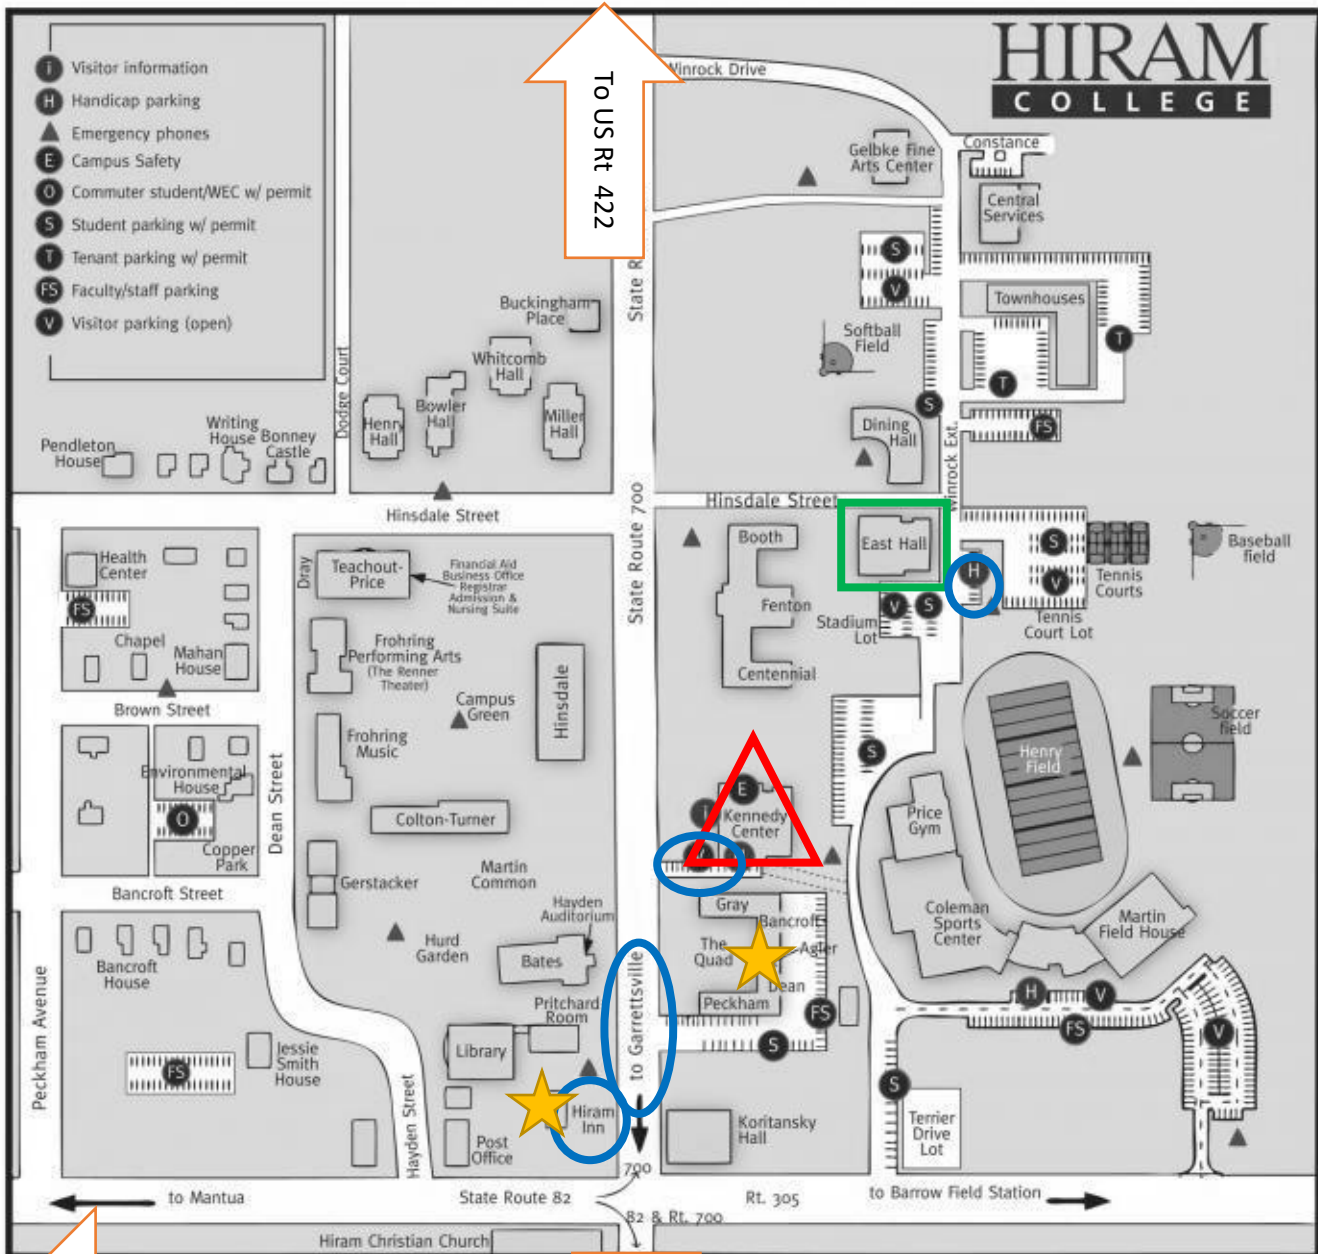 HIRAM
COLLEGE
i Visitor information
H Handicap parking
Emergency phones
E Campus Safety
O Commuter student/WEC w/ permit
S Student parking w/ permit
T Tenant parking w/ permit
FS Faculty/staff parking
V Visitor parking (open)
To US Rt 422
Winrock Drive
Constance
Gelbke Fine
Arts Center
Central
Services
S
V
State R
Townhouses
Buckingham
Place
Softball
Field
T
Whitcomb
Hall
Dodge Court
T
Bowler
Hall
Henry
Hall
Miller
Hall
S
Dining
Hall
FS
Winrock Ext.
Writing
House
Bonney
Castle
Pendleton
House
Hinsdale Street
State Route 700
Hinsdale Street
Booth
East Hall
S
Baseball
field
Health
Center
Dray
Teachout-
Price
Financial Aid
Business Office
Registrar
Admission &
Nursing Suite
H
V
Tennis
Courts
FS
Fenton
V
S
Stadium
Lot
Tennis
Court Lot
Chapel
Mahan
House
Frohring
Performing Arts
(The Renner
Theater)
Campus
Green
Hinsdale
Centennial
Brown Street
Soccer
field
Frohring
Music
S
Henry
Field
Environmental
House
Dean Street
E
i
Kennedy
Center
Price
Gym
O
Colton-Turner
Copper
Park
Gerstacker
Martin
Common
Bancroft Street
Hayden
Auditorium
Gray
Bancroft
Coleman
Sports
Center
Martin
Field House
Hurd
Garden
Bates
The
Quad
Agler
Dean
Bancroft
House
Peckham
to Garrettsville
Pritchard
Room
H
V
FS
FS
V
Peckham Avenue
Library
S
Jessie
Smith
House
FS
S
Hayden Street
Hiram
Inn
Koritansky
Hall
Terrier
Drive
Lot
Post
Office
700
to Mantua
State Route 82
Rt. 305
to Barrow Field Station
82 & Rt. 700
Hiram Christian Church